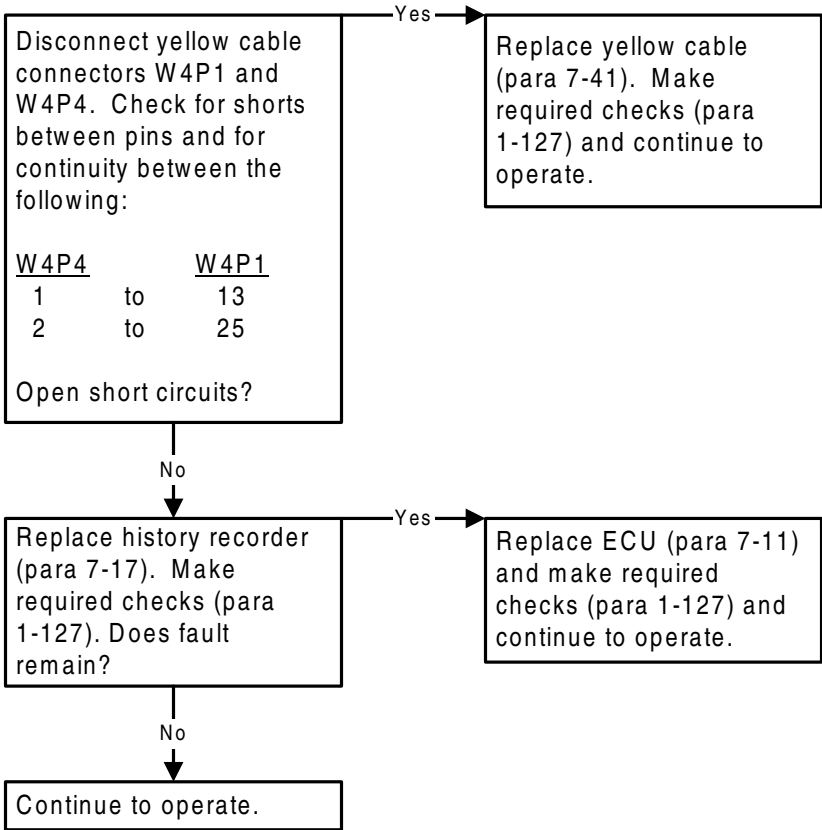 Disconnect yellow cable
connectors W4P1 and
W4P4. Check for shorts
between pins and for
continuity between the
following:
W4P4 W4P1
1 to 13
2 to 25
Open short circuits?
Yes
Replace yellow cable
(para 7-41). Make
required checks (para
1-127) and continue to
operate.
No
Replace history recorder
(para 7-17). Make
required checks (para
1-127). Does fault
remain?
Yes
Replace ECU (para 7-11)
and make required
checks (para 1-127) and
continue to operate.
No
Continue to operate.